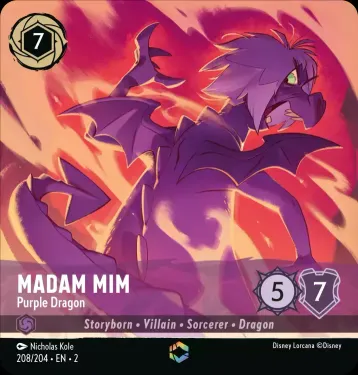 7
MADAM MIM
Purple Dragon
5 7
Storyborn • Villain • Sorcerer • Dragon
Nicholas Kole
Disney Lorcana ©Disney
208/204 • EN • 2